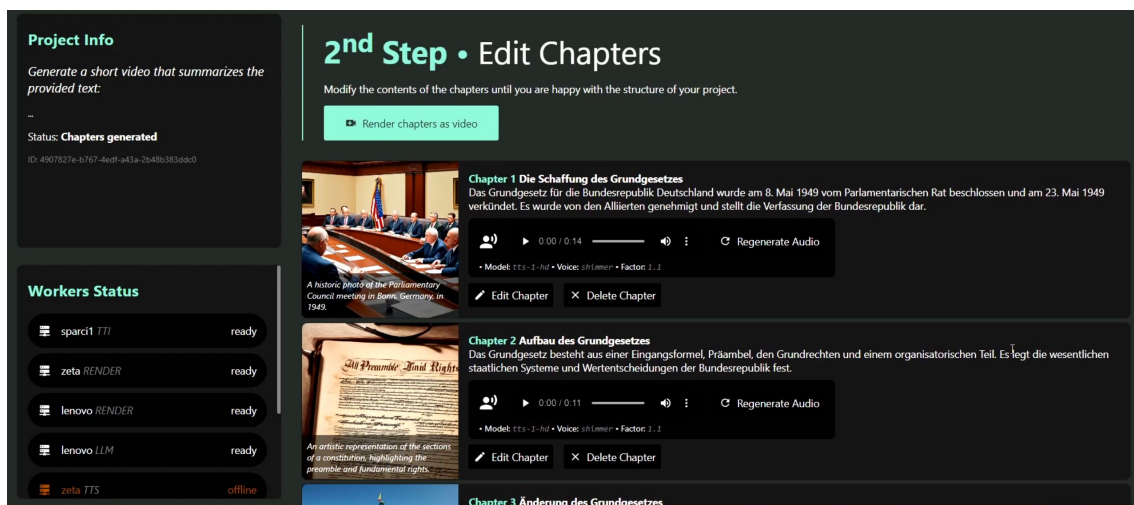 Project Info
Generate a short video that summarizes the
provided text:
...
Status: Chapters generated
ID: 4907827e-b767-4edf-a43a-2b48b383ddc0
Workers Status
sparci1 TTI ready
zeta RENDER ready
lenovo RENDER ready
lenovo LLM ready
zeta TTS offline
2nd Step • Edit Chapters
Modify the contents of the chapters until you are happy with the structure of your project.
Render chapters as video
A historic photo of the Parliamentary
Council meeting in Bonn, Germany, in
1949.
Chapter 1 Die Schaffung des Grundgesetzes
Das Grundgesetz für die Bundesrepublik Deutschland wurde am 8. Mai 1949 vom Parlamentarischen Rat beschlossen und am 23. Mai 1949
verkündet. Es wurde von den Alliierten genehmigt und stellt die Verfassung der Bundesrepublik dar.
0:00 / 0:14 Regenerate Audio
• Model: tts-1-hd • Voice: shimmer • Factor: 1.1
Edit Chapter Delete Chapter
An artistic representation of the sections
of a constitution, highlighting the
preamble and fundamental rights.
Chapter 2 Aufbau des Grundgesetzes
Das Grundgesetz besteht aus einer Eingangsformel, Präambel, den Grundrechten und einem organisatorischen Teil. Es legt die wesentlichen
staatlichen Systeme und Wertentscheidungen der Bundesrepublik fest.
0:00 / 0:11 Regenerate Audio
• Model: tts-1-hd • Voice: shimmer • Factor: 1.1
Edit Chapter Delete Chapter
Chapter 3 Änderung des Grundgesetzes